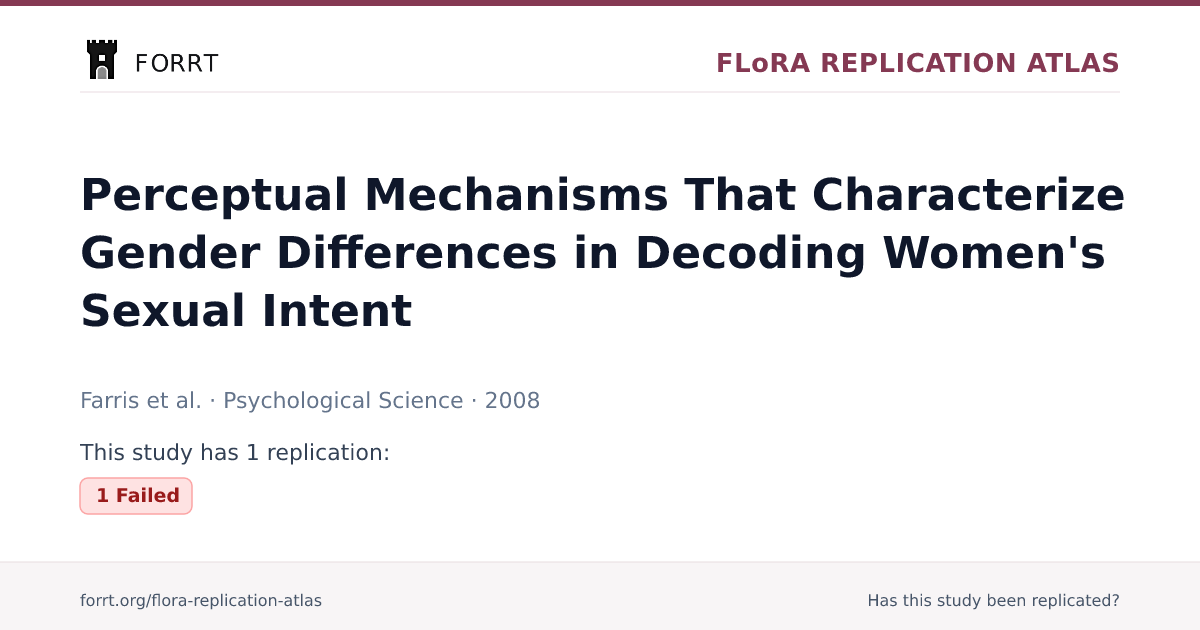 FORRT
FLoRA REPLICATION ATLAS
Perceptual Mechanisms That Characterize
Gender Differences in Decoding Women's
Sexual Intent
Farris et al. · Psychological Science · 2008
This study has 1 replication:
1 Failed
forrt.org/flora-replication-atlas
Has this study been replicated?